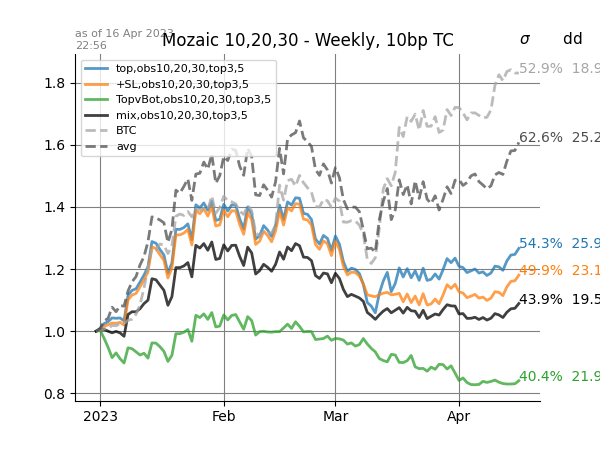 as of 16 Apr 2023
22:56
Mozaic 10,20,30 - Weekly, 10bp TC
σ dd
top,obs10,20,30,top3,5
+SL,obs10,20,30,top3,5
TopvBot,obs10,20,30,top3,5
mix,obs10,20,30,top3,5
BTC
avg
52.9% 18.9
62.6% 25.2
54.3% 25.9
49.9% 23.1
43.9% 19.5
40.4% 21.9
1.8
1.6
1.4
1.2
1.0
0.8
2023 Feb Mar Apr